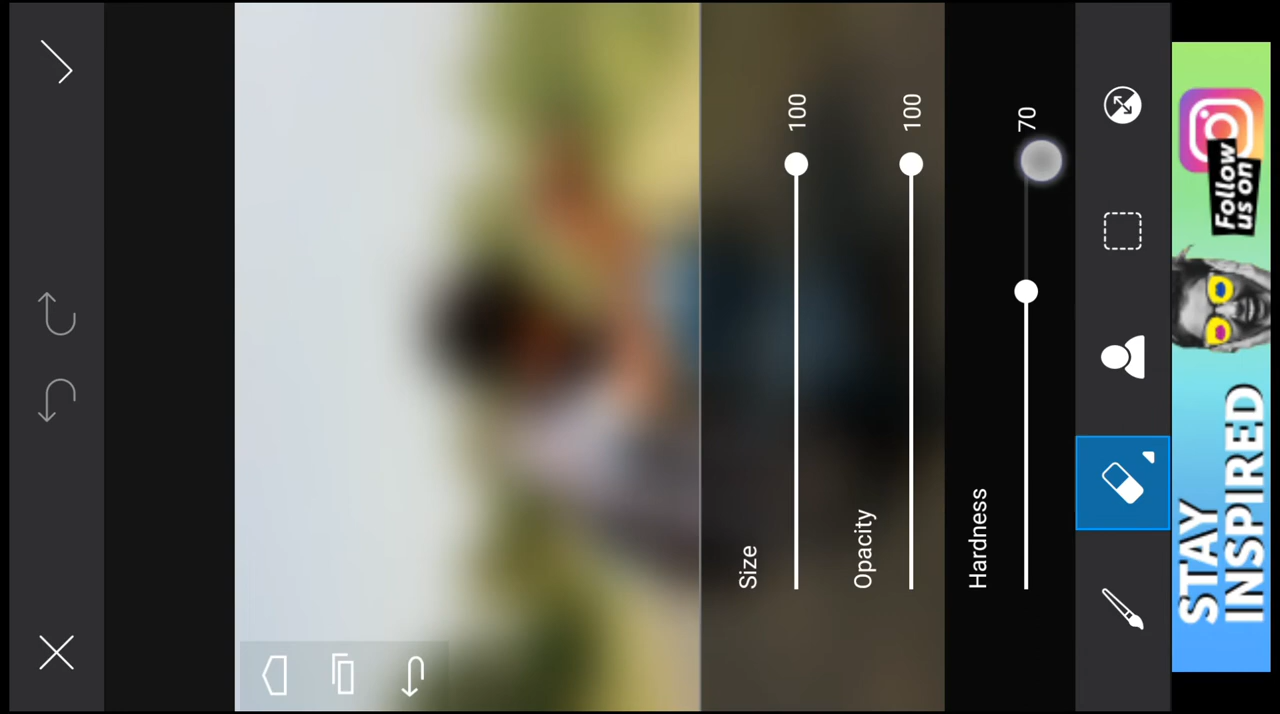 Size
100
Opacity
100
Hardness
70
STAY
INSPIRED
Follow
us on